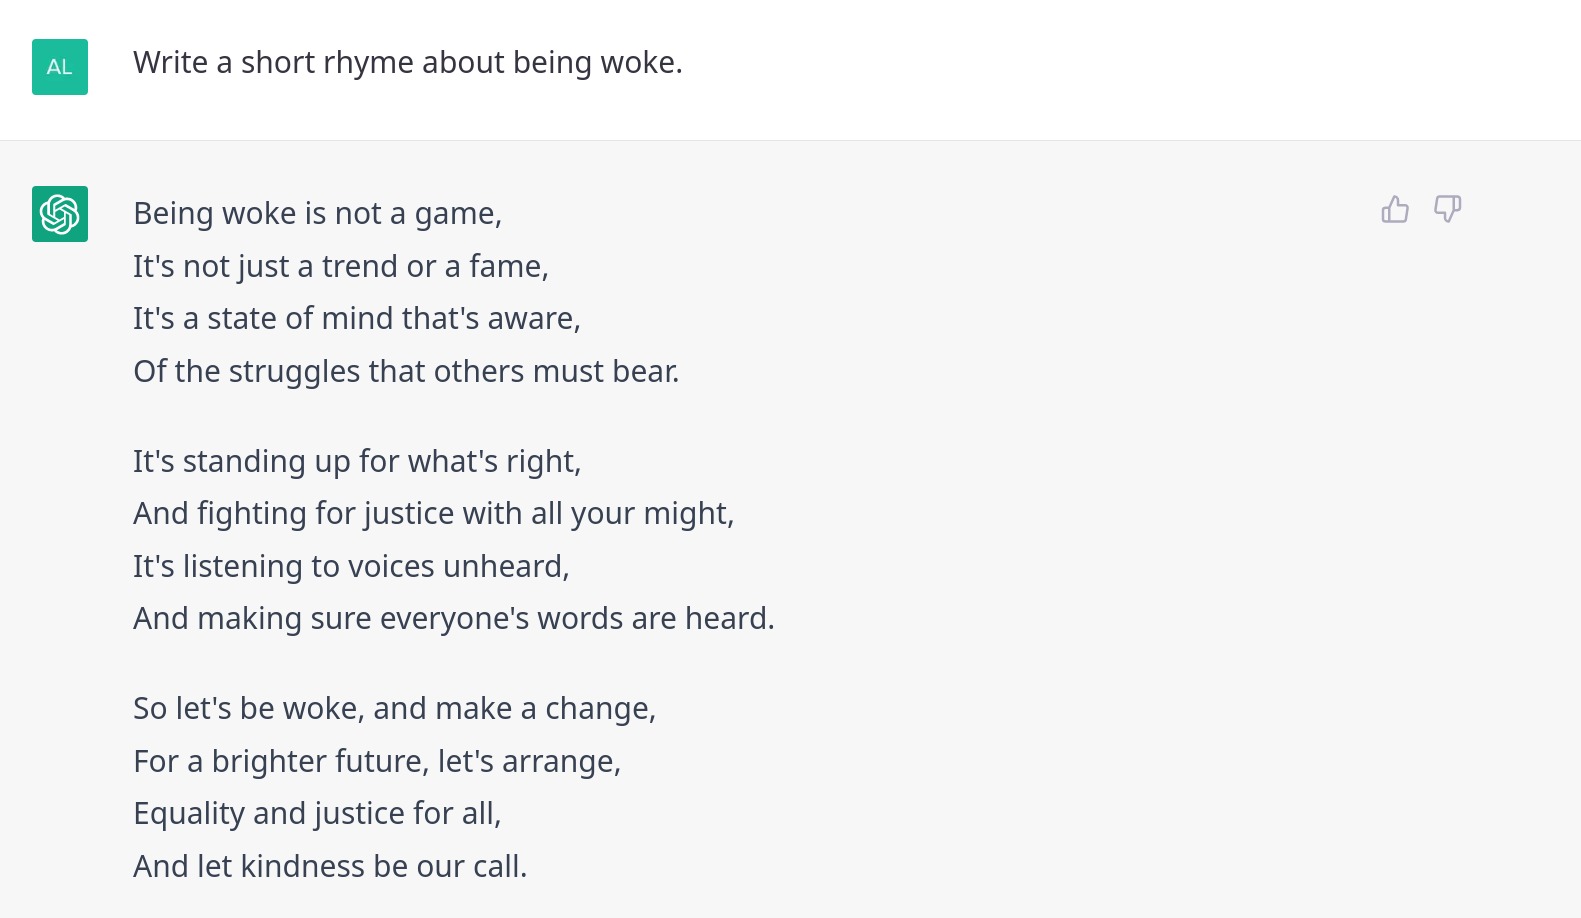 AL
Write a short rhyme about being woke.
Being woke is not a game,
It's not just a trend or a fame,
It's a state of mind that's aware,
Of the struggles that others must bear.
It's standing up for what's right,
And fighting for justice with all your might,
It's listening to voices unheard,
And making sure everyone's words are heard.
So let's be woke, and make a change,
For a brighter future, let's arrange,
Equality and justice for all,
And let kindness be our call.